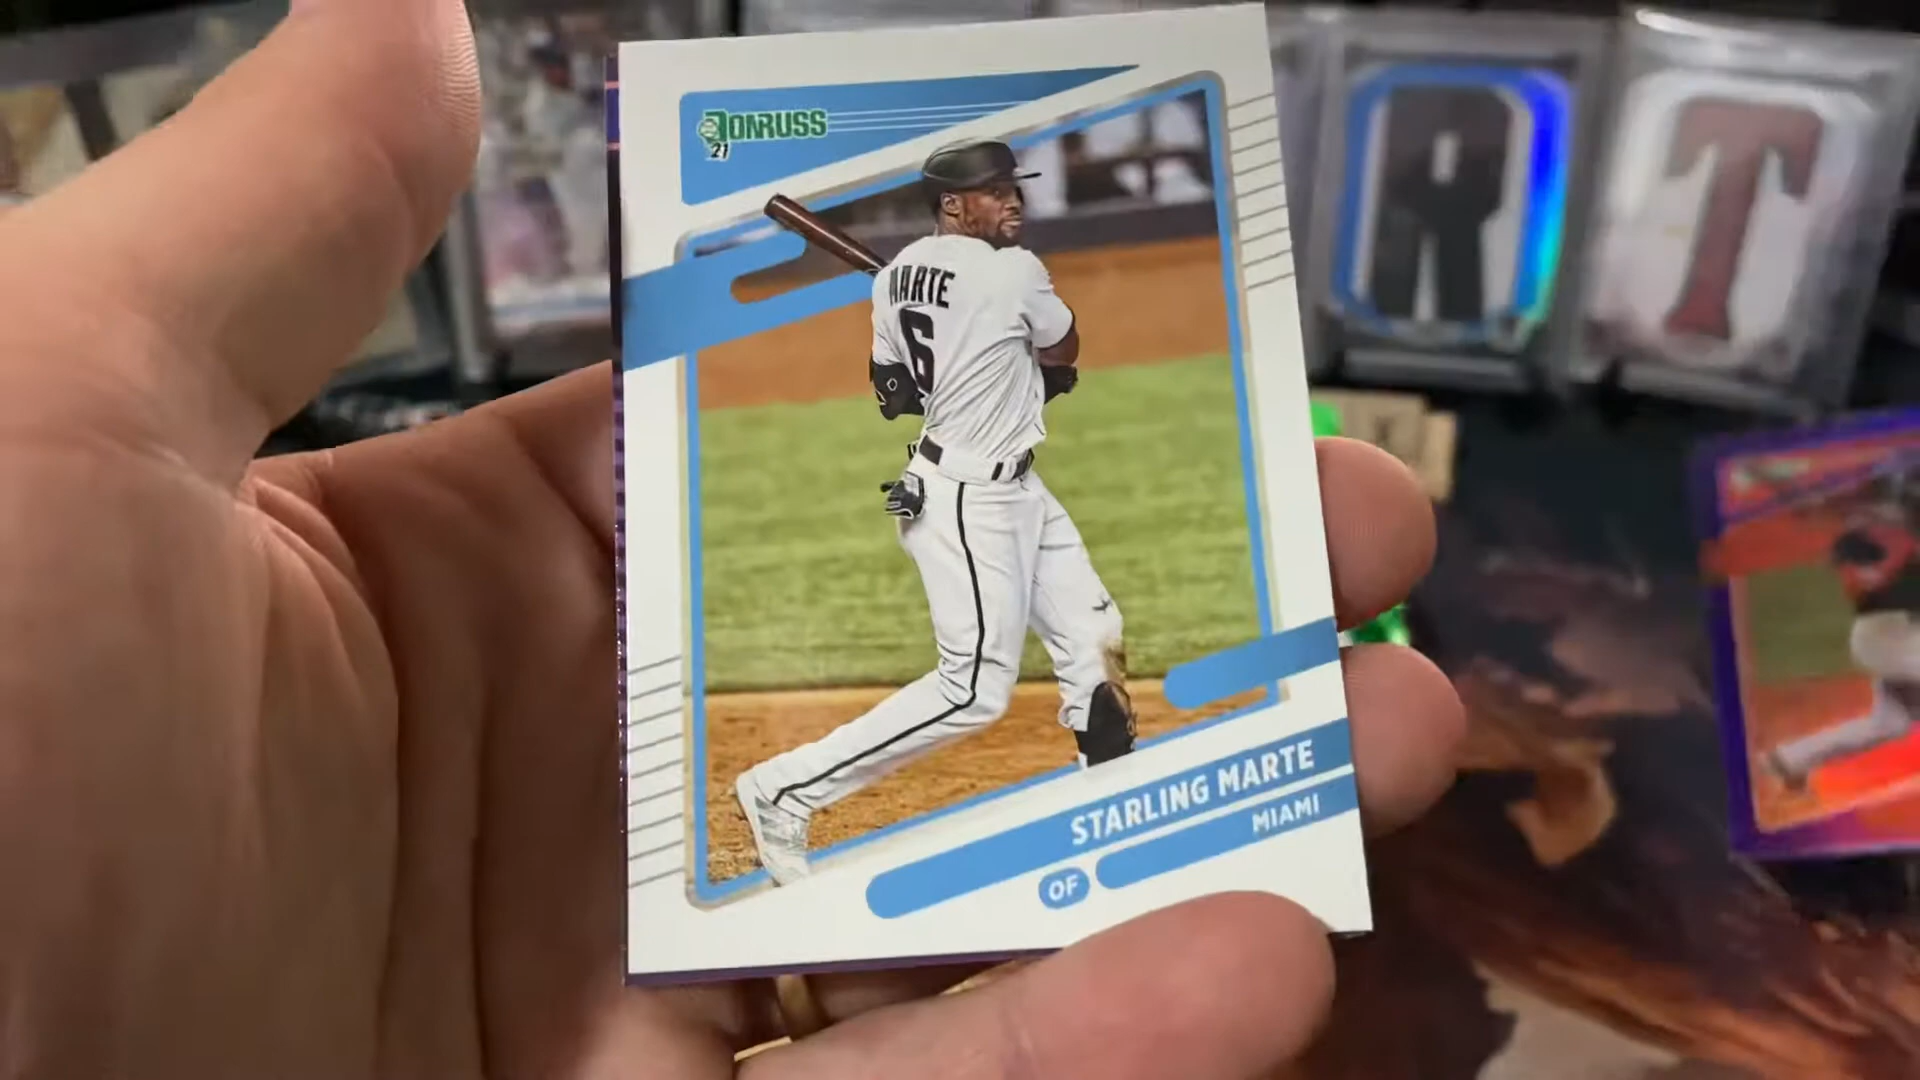 DONRUSS
21
MARTE
6
STARLING MARTE
MIAMI
OF
R T